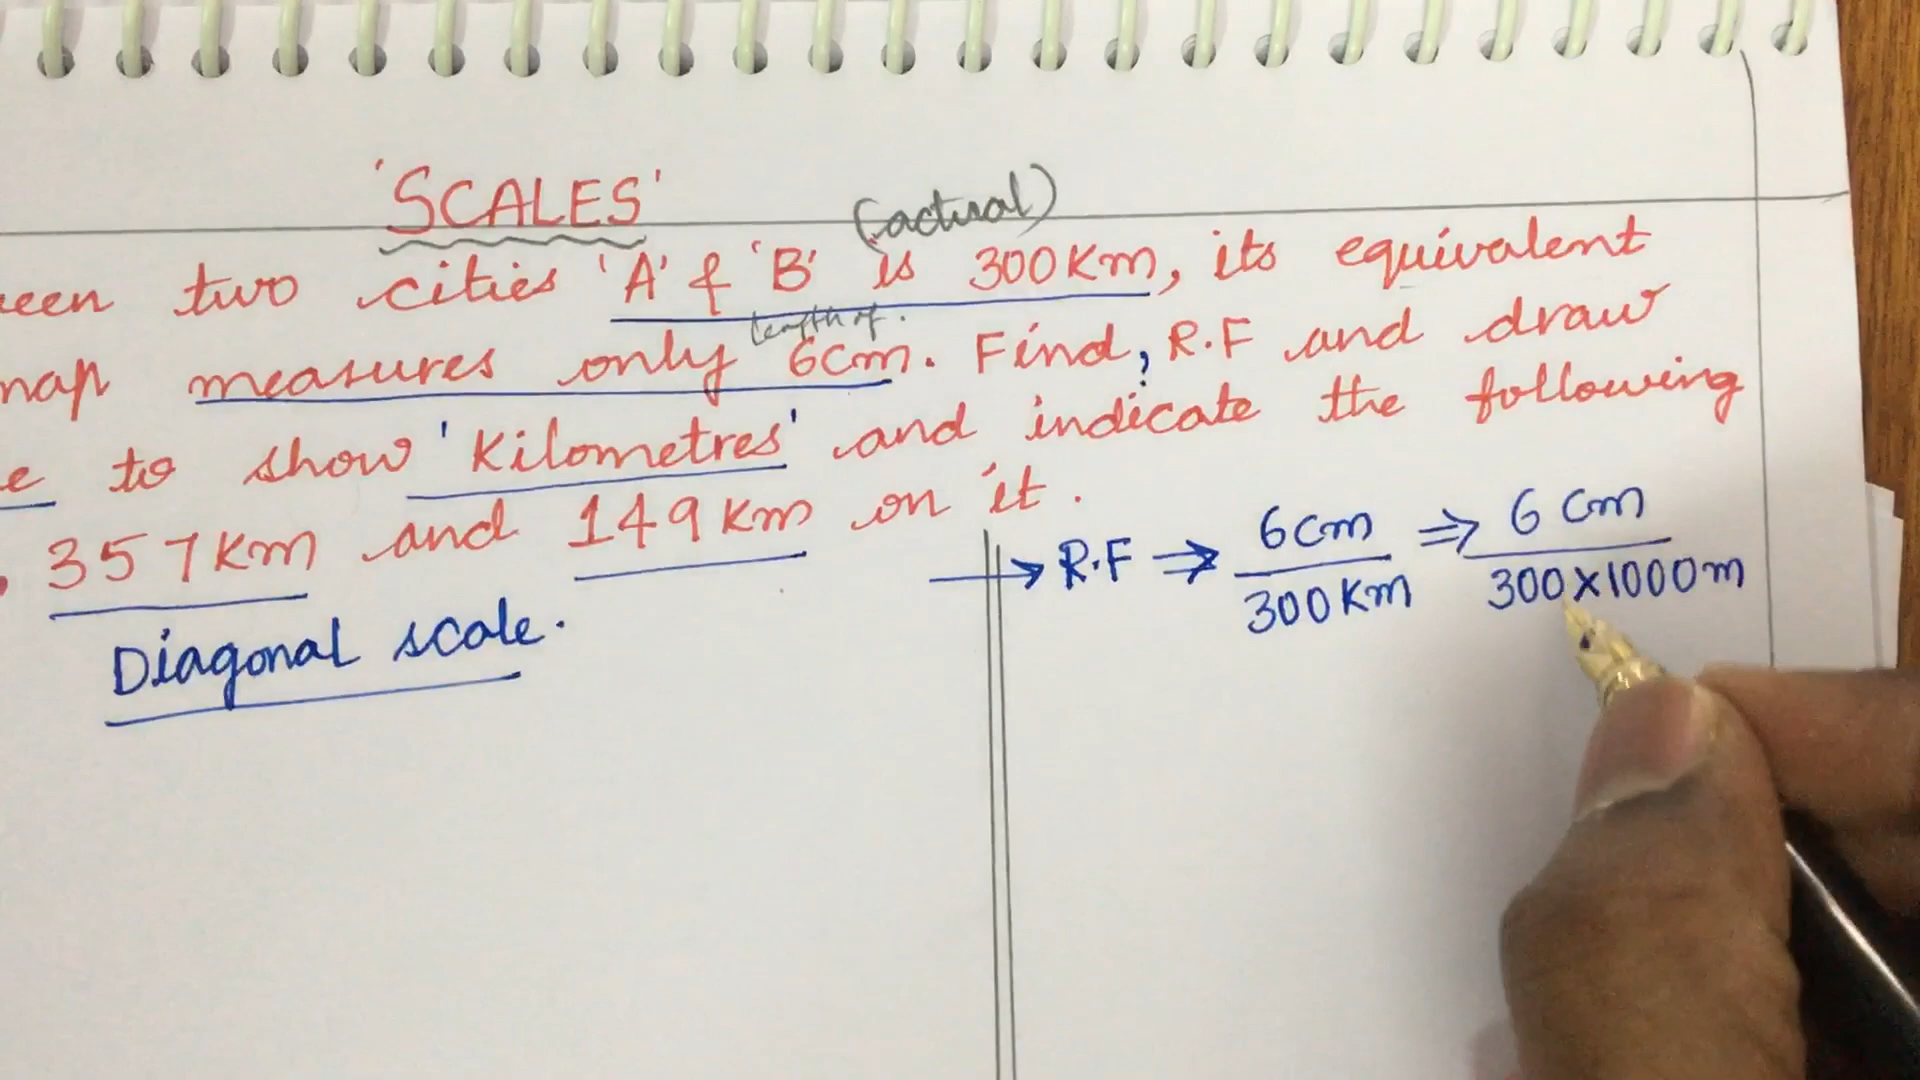 'SCALES'
(actual)
een two cities 'A' & 'B' is 300Km, its equivalent
length of.
map measures only 6cm. Find, R.F and draw
e to show 'Kilometres' and indicate the following
. 357Km and 149Km on it.
Diagonal scale.
→ R.F ⇒ 6cm / 300Km ⇒ 6 cm / 300×1000m